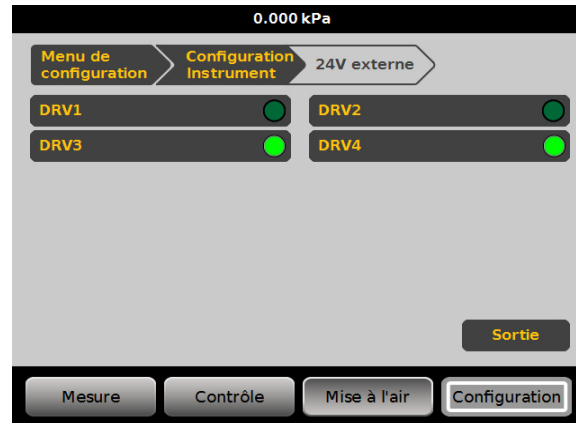 0.000 kPa
Menu de
configuration
Configuration
Instrument
24V externe
DRV1
DRV2
DRV3
DRV4
Sortie
Mesure
Contrôle
Mise à l'air
Configuration